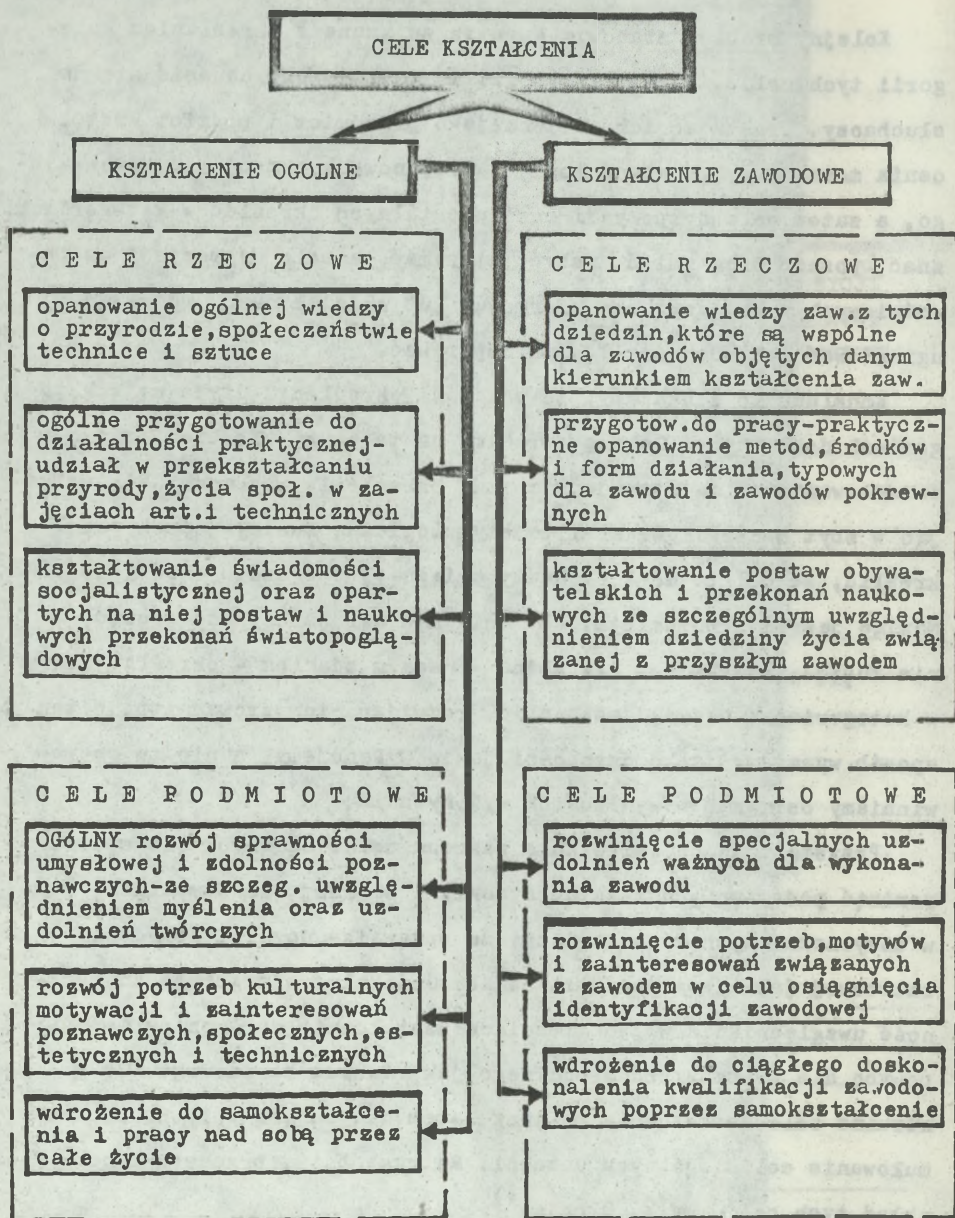 CELE KSZTAŁCENIA
KSZTAŁCENIE OGÓLNE
CELE RZECZOWE
opanowanie ogólnej wiedzy
o przyrodzie,społeczeństwie
technice i sztuce
ogólne przygotowanie do
działalności praktycznej-
udział w przekształcaniu
przyrody,życia społ. w za-
jęciach art.i technicznych
kształtowanie świadomości
socjalistycznej oraz opar-
tych na niej postaw i nauko
wych przekonań światopoglą-
dowych
CELE PODMIOTOWE
OGóLNY rozwój sprawności
umysłowej i zdolności poz-
nawczych-ze szczeg. uwzglę-
dnieniem myślenia oraz uz-
dolnień twórczych
rozwój potrzeb kulturalnych
motywacji i zainteresowań
poznawczych,społecznych,es-
tetycznych i technicznych
wdrożenie do samokształce-
nia i pracy nad sobą przez
całe życie
KSZTAŁCENIE ZAWODOWE
CELE RZECZOWE
opanowanie wiedzy zaw.z tych
dziedzin,które są wspólne
dla zawodów objętych danym
kierunkiem kształcenia zaw.
przygotow.do pracy-praktycz-
ne opanowanie metod,środków
i form działania,typowych
dla zawodu i zawodów pokrew-
nych
kształtowanie postaw obywa-
telskich i przekonań nauko-
wych ze szczególnym uwzględ-
nieniem dziedziny życia zwią
zanej z przyszłym zawodem
CELE PODMIOTOWE
rozwinięcie specjalnych uz-
dolnień ważnych dla wykona-
nia zawodu
rozwinięcie potrzeb,motywów
i zainteresowań związanych
z zawodem w celu osiągnięcia
identyfikacji zawodowej
wdrożenie do ciągłego dosko-
nalenia kwalifikacji zawodo-
wych poprzez samokształcenie